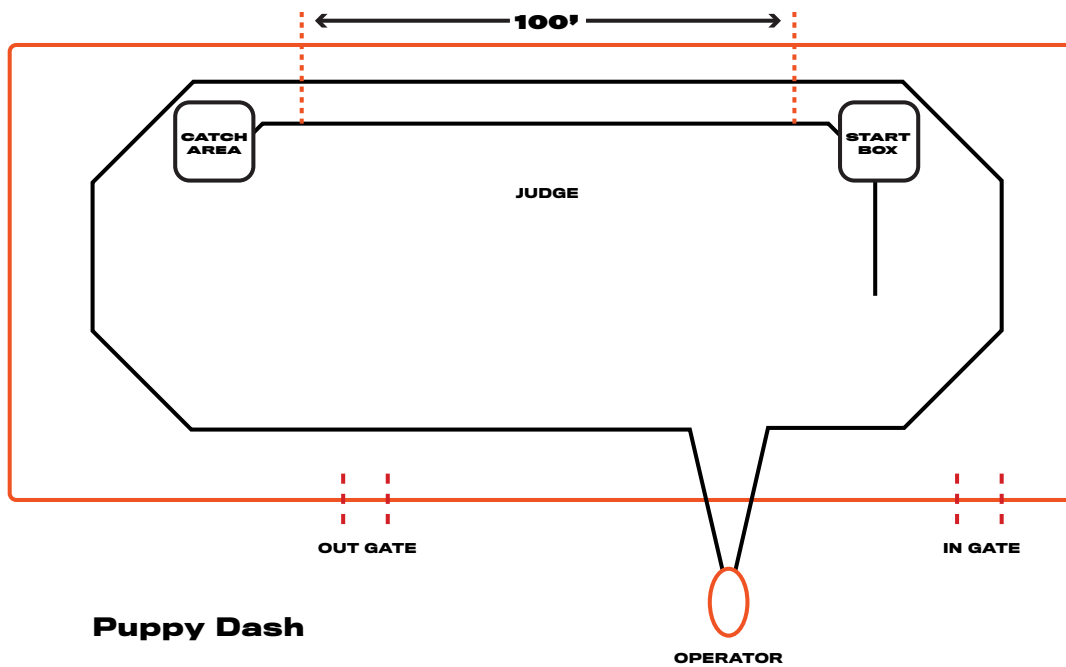 100’
CATCH
AREA
START
BOX
JUDGE
OUT GATE
IN GATE
Puppy Dash
OPERATOR